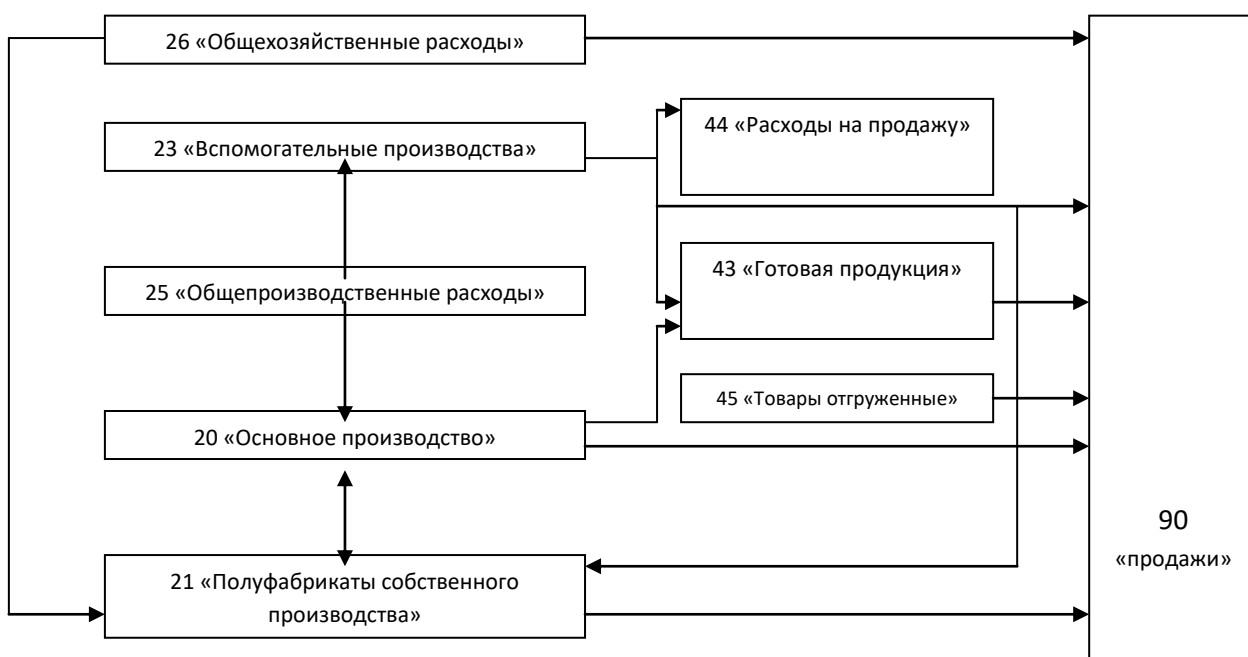 26 «Общехозяйственные расходы»
44 «Расходы на продажу»
23 «Вспомогательные производства»
43 «Готовая продукция»
25 «Общепроизводственные расходы»
45 «Товары отгруженные»
20 «Основное производство»
90
«продажи»
21 «Полуфабрикаты собственного
производства»